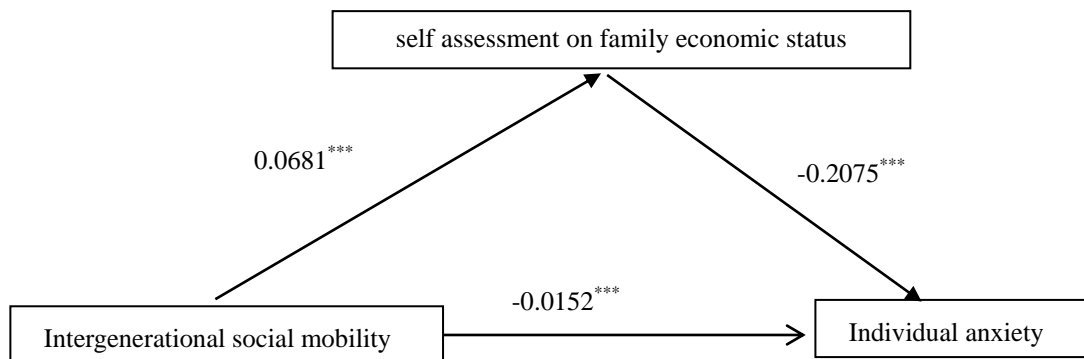 self assessment on family economic status
0.0681***
-0.2075***
-0.0152***
Intergenerational social mobility
Individual anxiety